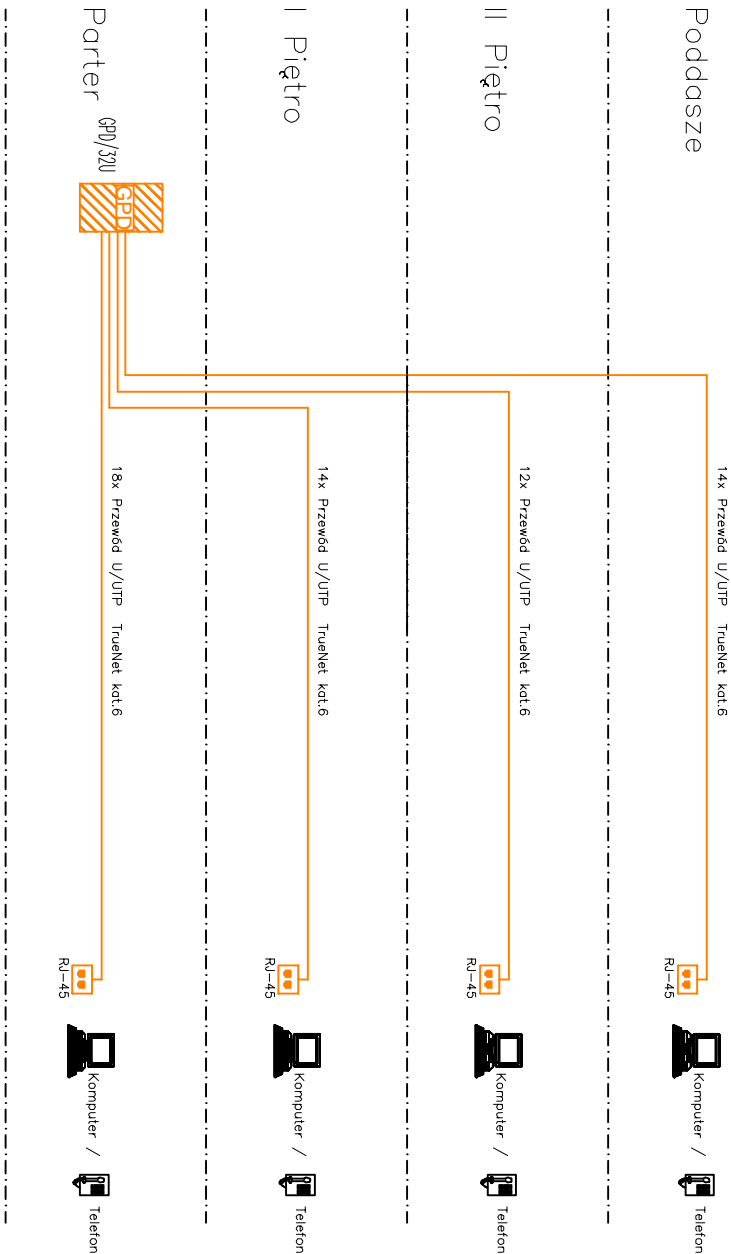 Poddasze
14x Przewód U/UTP TrueNet kat.6
RJ-45
Komputer / Telefon
II Piętro
12x Przewód U/UTP TrueNet kat.6
RJ-45
Komputer / Telefon
I Piętro
14x Przewód U/UTP TrueNet kat.6
RJ-45
Komputer / Telefon
Parter
GPD/32U
GPD
18x Przewód U/UTP TrueNet kat.6
RJ-45
Komputer / Telefon